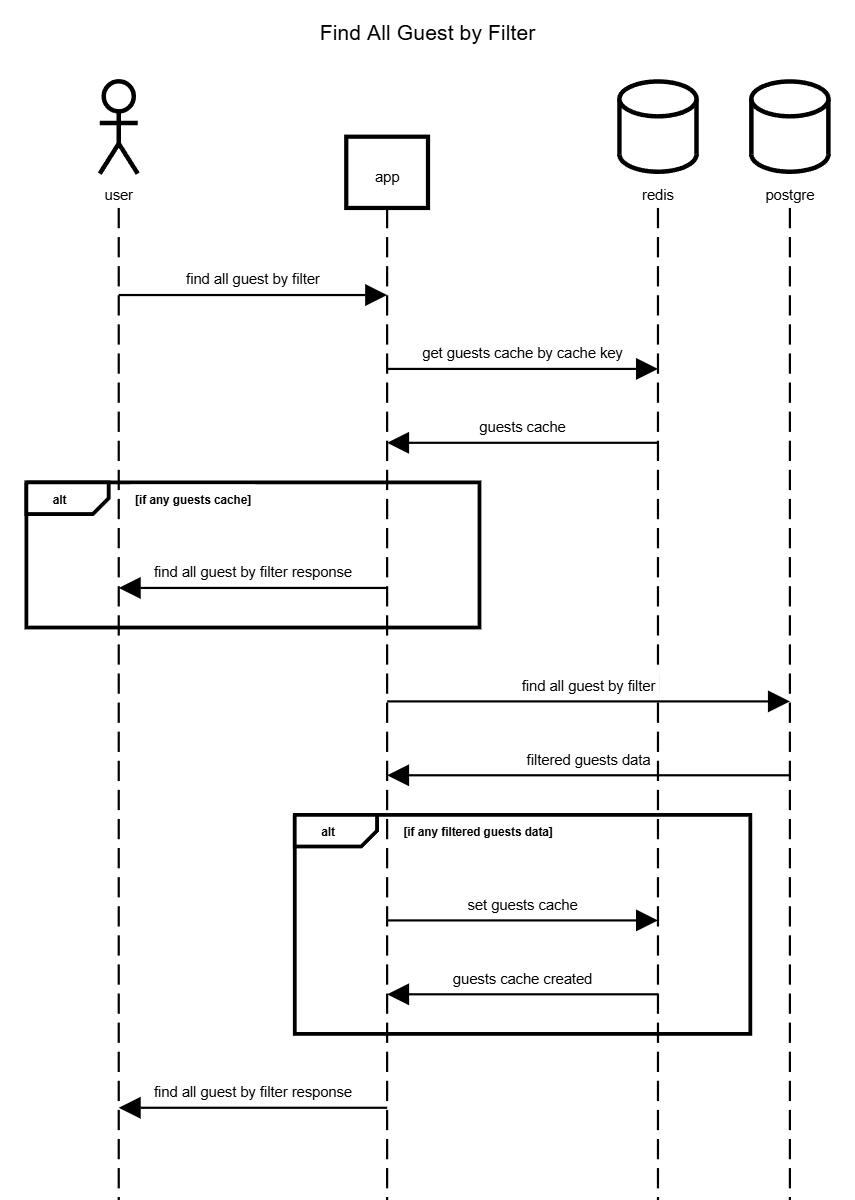 Find All Guest by Filter
user
app
redis
postgre
find all guest by filter
get guests cache by cache key
guests cache
alt
[if any guests cache]
find all guest by filter response
find all guest by filter
filtered guests data
alt
[if any filtered guests data]
set guests cache
guests cache created
find all guest by filter response